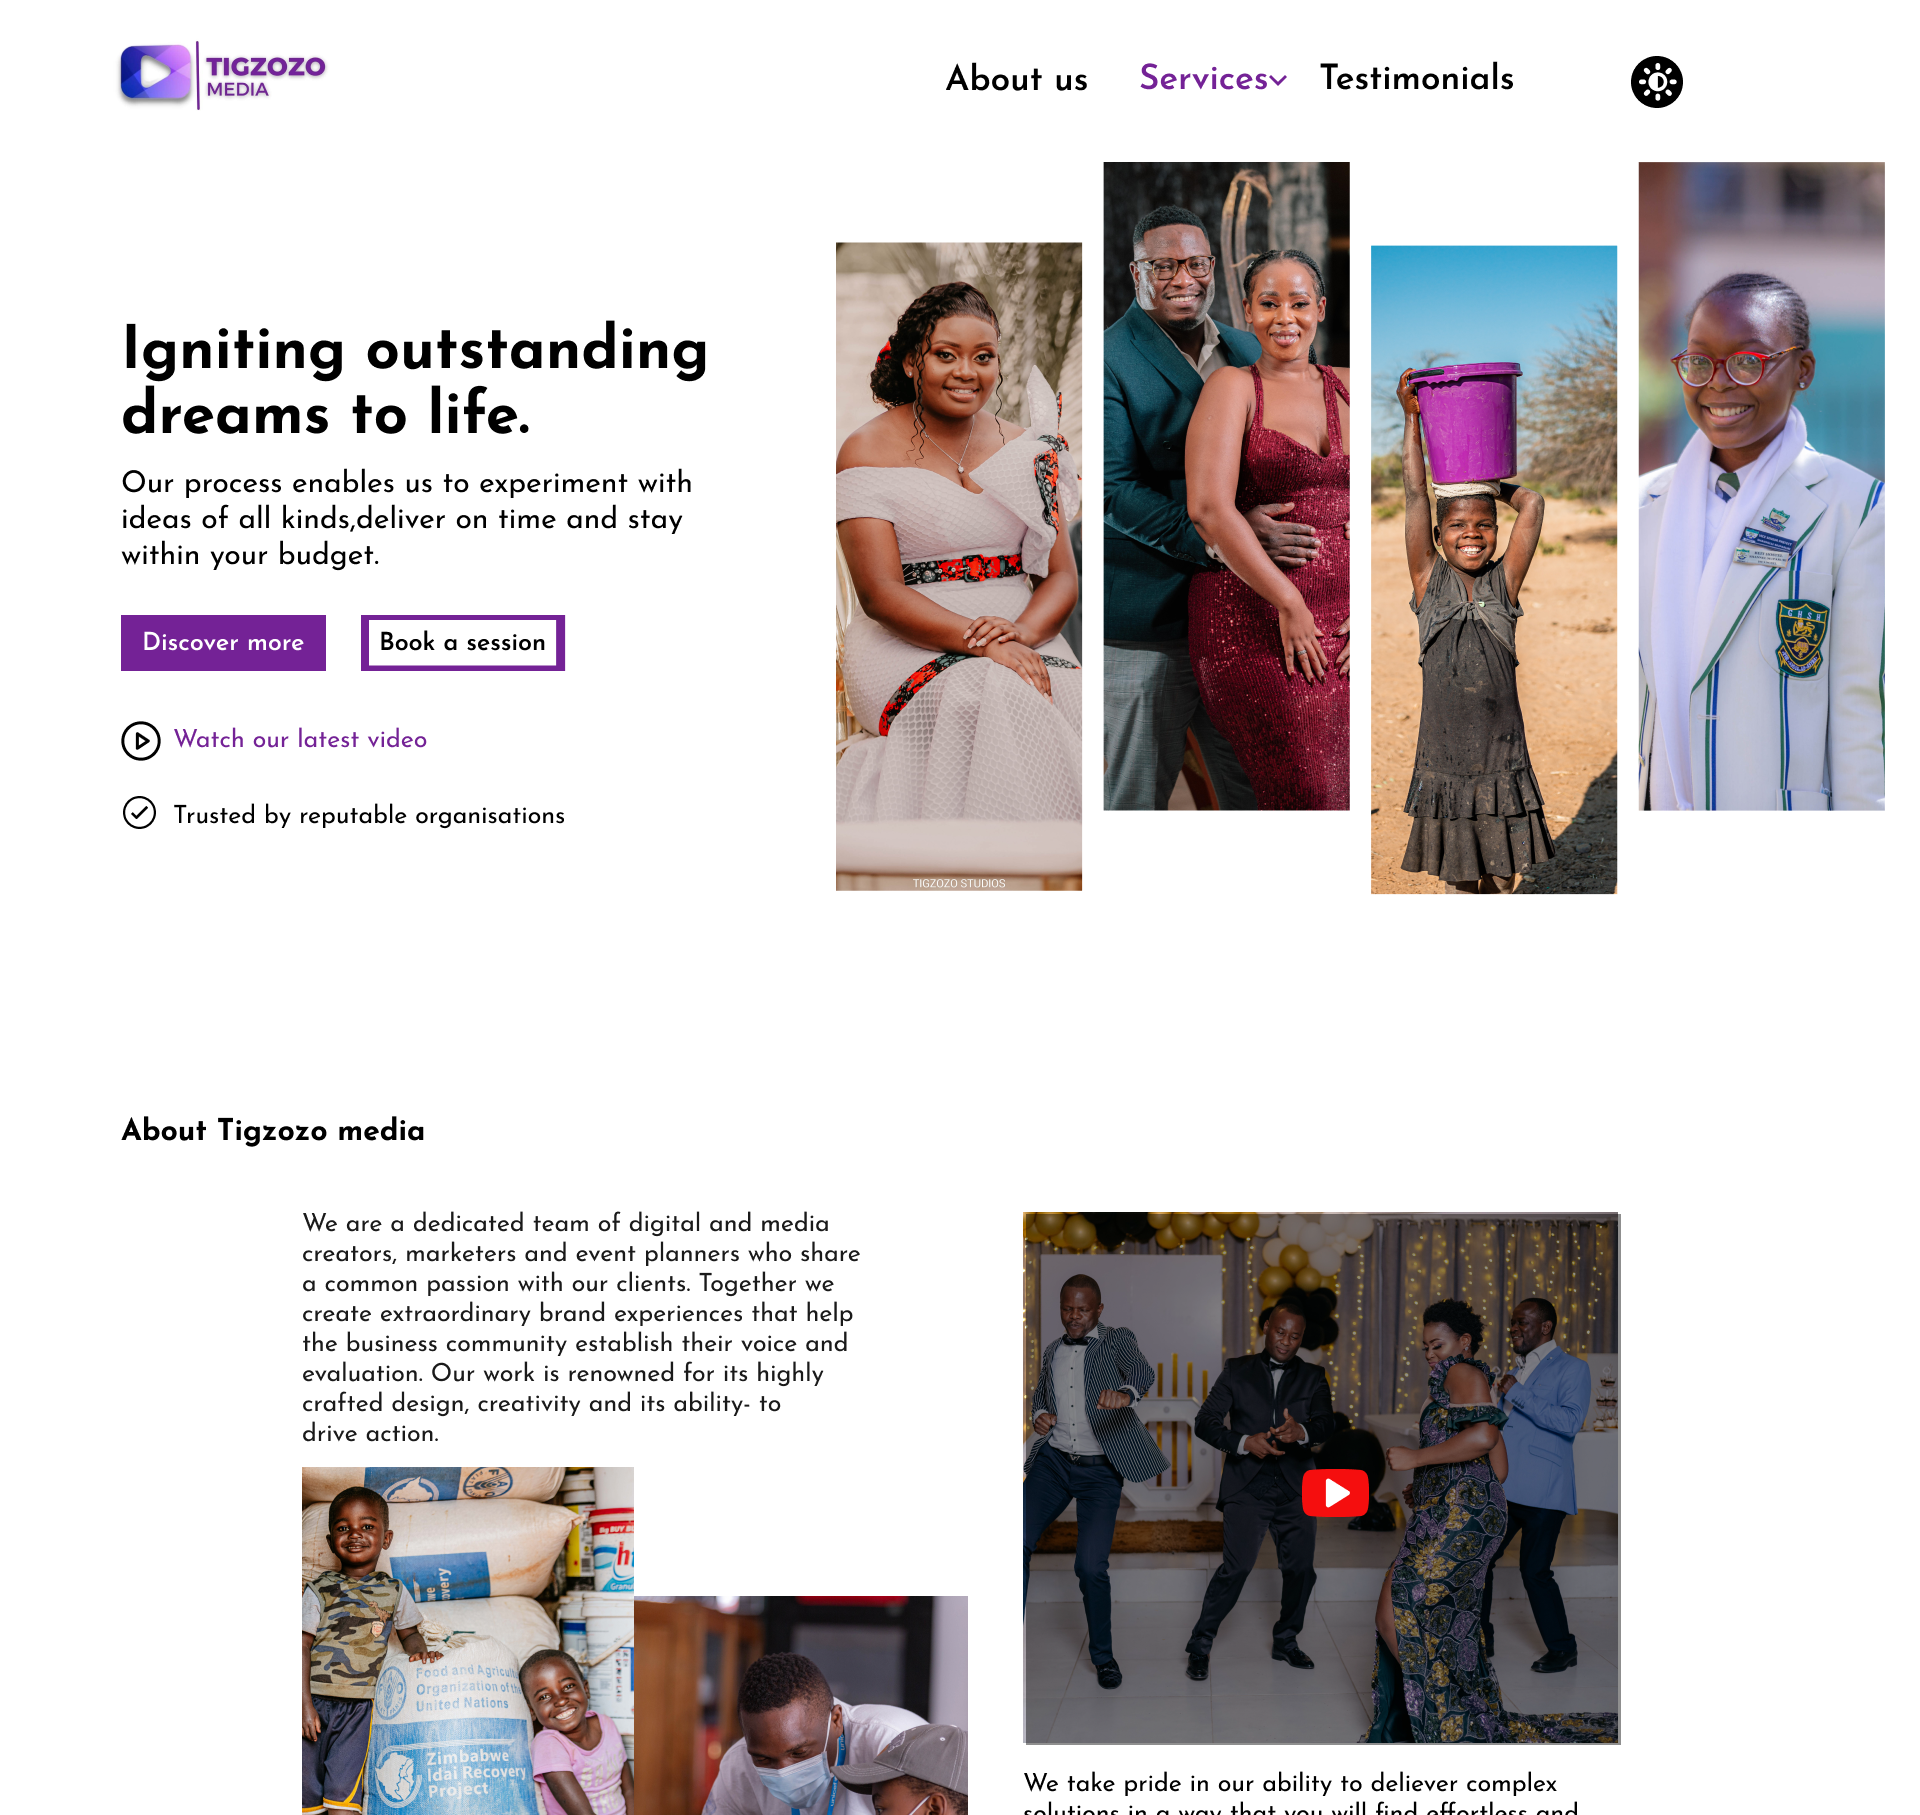 TIGZOZO
MEDIA
About us
Services
Testimonials
Igniting outstanding
dreams to life.
Our process enables us to experiment with
ideas of all kinds,deliver on time and stay
within your budget.
Discover more
Book a session
Watch our latest video
Trusted by reputable organisations
TIGZOZO STUDIOS
G H S H
About Tigzozo media
We are a dedicated team of digital and media
creators, marketers and event planners who share
a common passion with our clients. Together we
create extraordinary brand experiences that help
the business community establish their voice and
evaluation. Our work is renowned for its highly
crafted design, creativity and its ability- to
drive action.
Food and Agricult
Organization of th
United Nations
Zimbabwe
Idai Recovery
Project
We take pride in our ability to deliever complex
solutions in a way that you will find effortless and